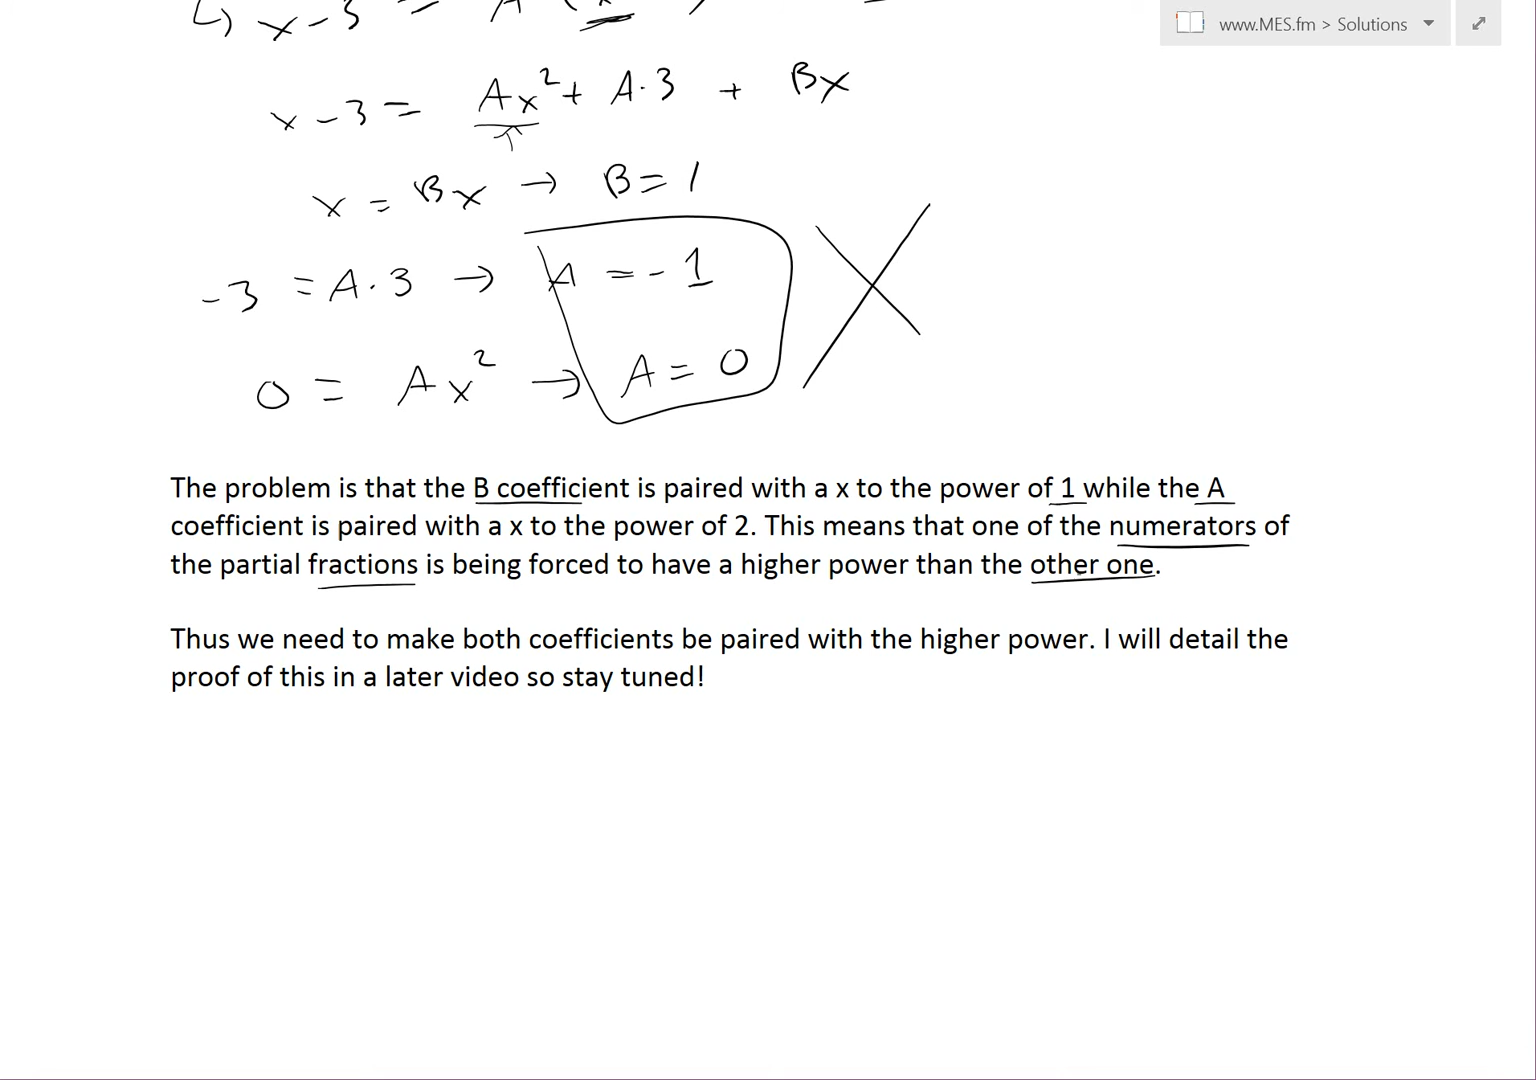 www.MES.fm > Solutions
x - 3 =
x - 3 = Ax² + A·3 + Bx
x = Bx → B = 1
-3 = A·3 → A = -1
0 = Ax² → A = 0
The problem is that the B coefficient is paired with a x to the power of 1 while the A
coefficient is paired with a x to the power of 2. This means that one of the numerators of
the partial fractions is being forced to have a higher power than the other one.
Thus we need to make both coefficients be paired with the higher power. I will detail the
proof of this in a later video so stay tuned!